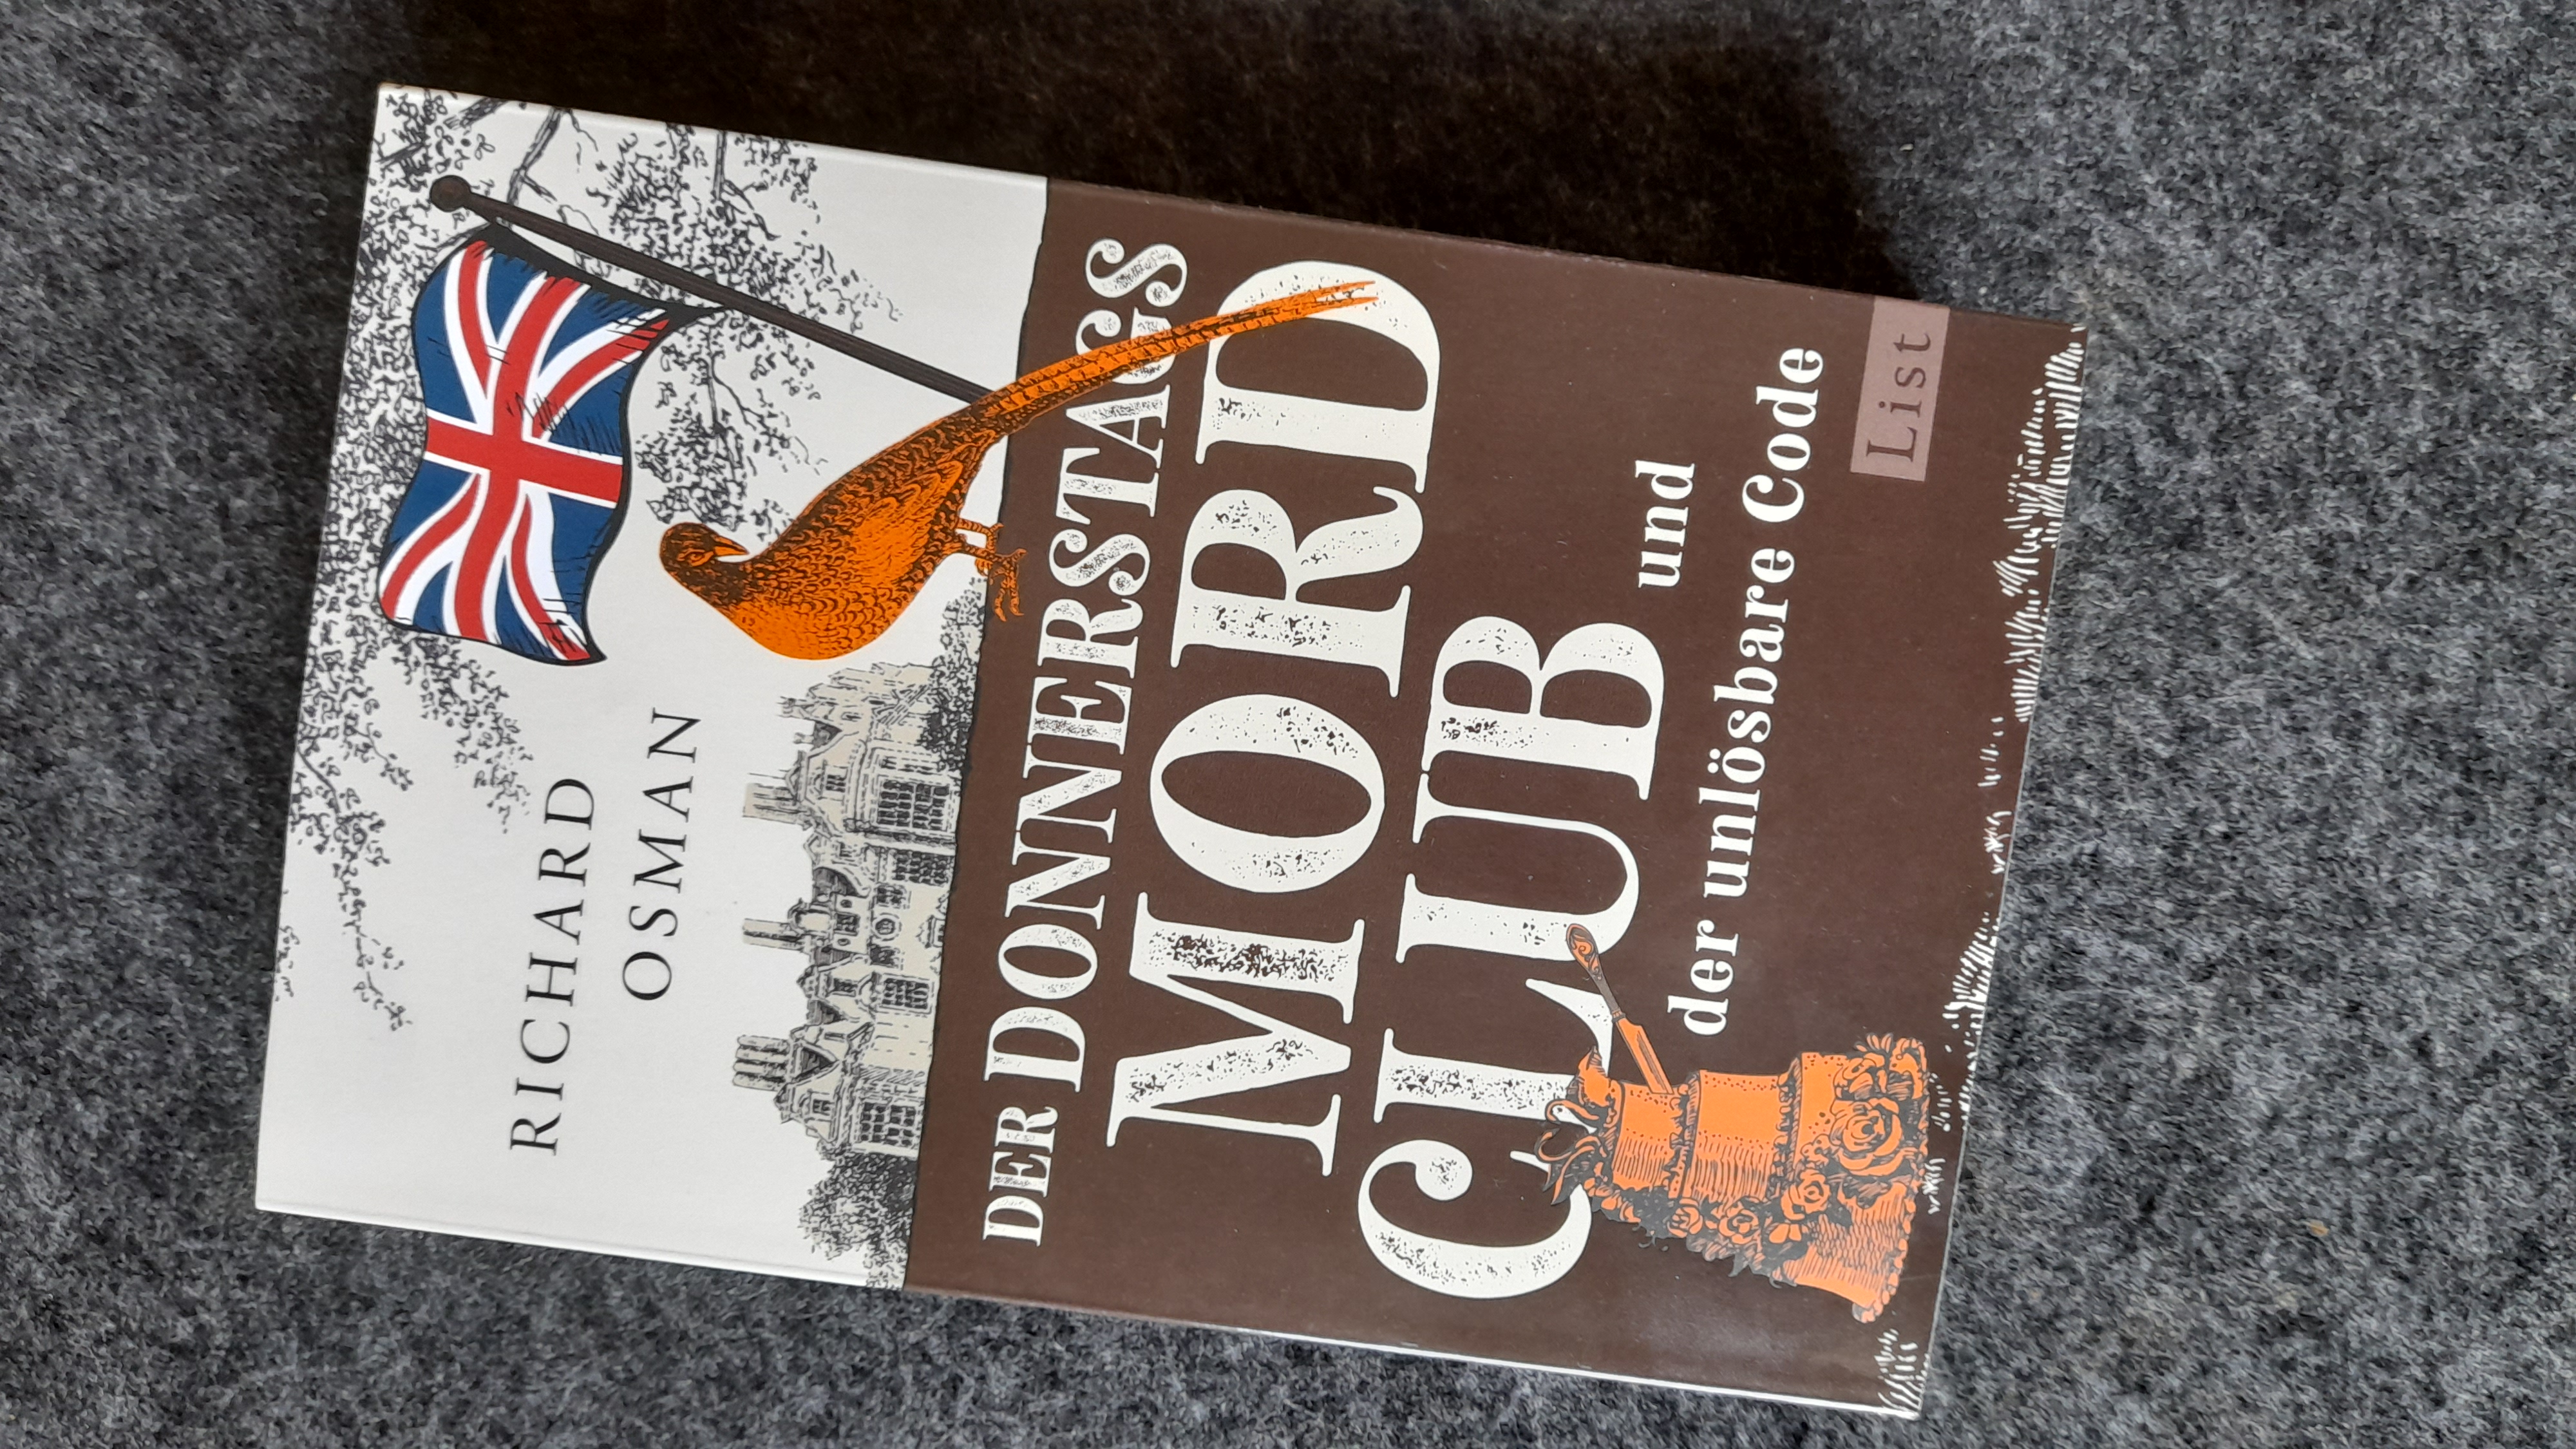 RICHARD
OSMAN
DER DONNERSTAGS
MORD
CLUB
und
der unlösbare Code
List